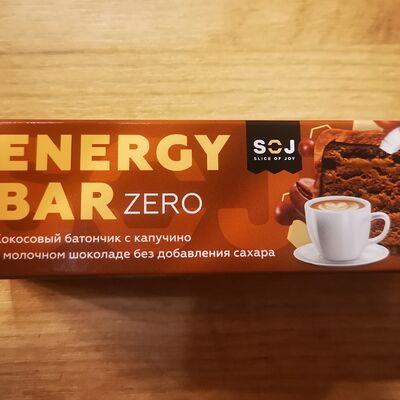 ENERGY
BAR ZERO
SOJ
SLICE OF JOY
Кокосовый батончик с капучино
молочном шоколаде без добавления сахара